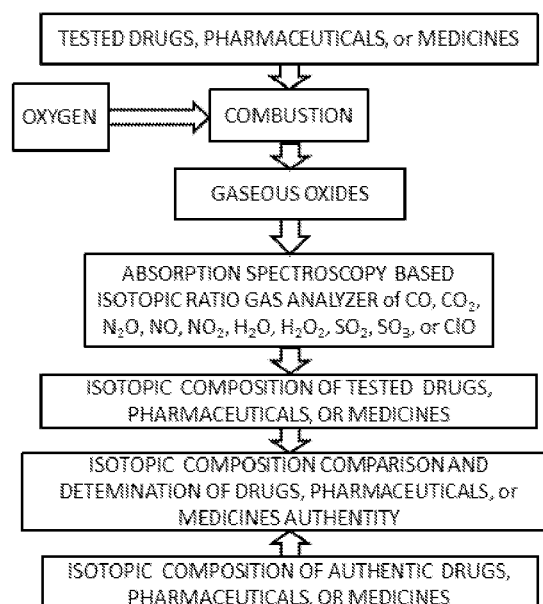 TESTED DRUGS, PHARMACEUTICALS, or MEDICINES
OXYGEN
COMBUSTION
GASEOUS OXIDES
ABSORPTION SPECTROSCOPY BASED
ISOTOPIC RATIO GAS ANALYZER of CO, CO₂,
N₂O, NO, NO₂, H₂O, H₂O₂, SO₂, SO₃, or ClO
ISOTOPIC COMPOSITION OF TESTED DRUGS,
PHARMACEUTICALS, OR MEDICINES
ISOTOPIC COMPOSITION COMPARISON AND
DETEMINATION OF DRUGS, PHARMACEUTICALS, or
MEDICINES AUTHENTITY
ISOTOPIC COMPOSITION OF AUTHENTIC DRUGS,
PHARMACEUTICALS, OR MEDICINES